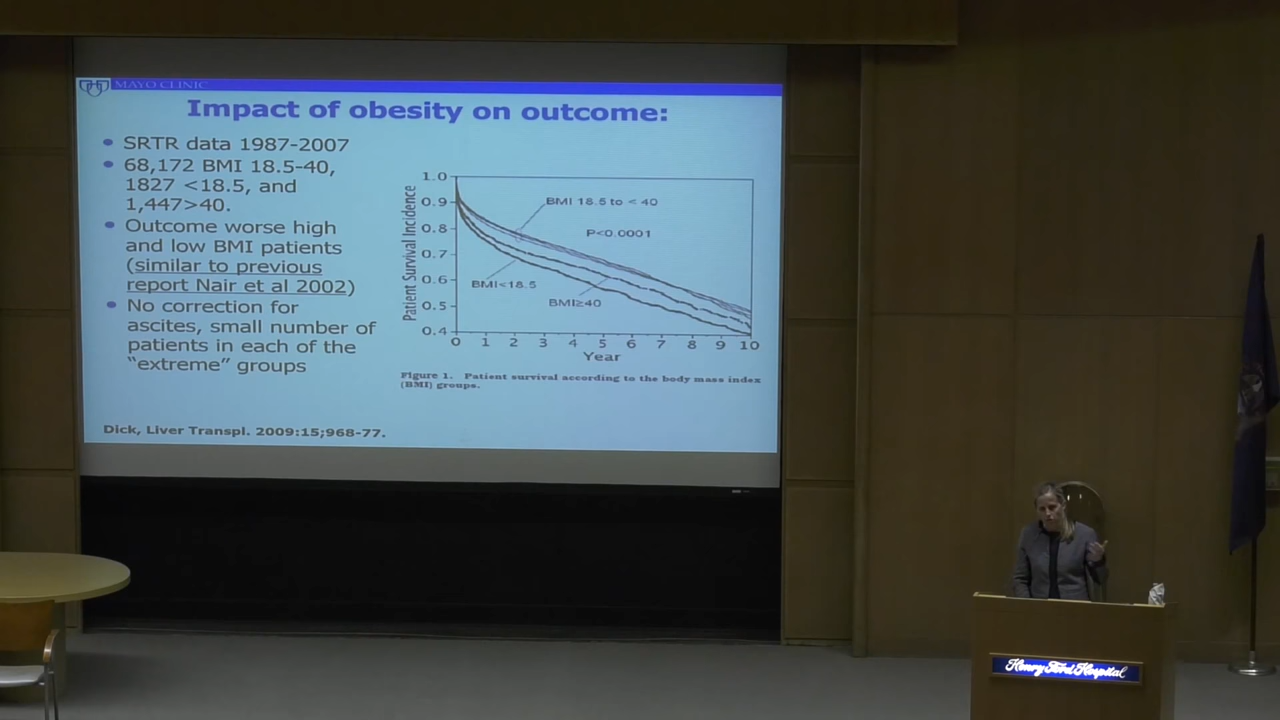 MAYO CLINIC
Impact of obesity on outcome:
• SRTR data 1987-2007
• 68,172 BMI 18.5-40,
1827 <18.5, and
1,447>40.
• Outcome worse high
and low BMI patients
(similar to previous
report Nair et al 2002)
• No correction for
ascites, small number of
patients in each of the
“extreme” groups
Patient Survival Incidence
1.0
0.9
0.8
0.7
0.6
0.5
0.4
BMI 18.5 to < 40
P<0.0001
BMI<18.5
BMI≥40
0 1 2 3 4 5 6 7 8 9 10
Year
Figure 1. Patient survival according to the body mass index
(BMI) groups.
Dick, Liver Transpl. 2009:15;968-77.
Henry Ford Hospital